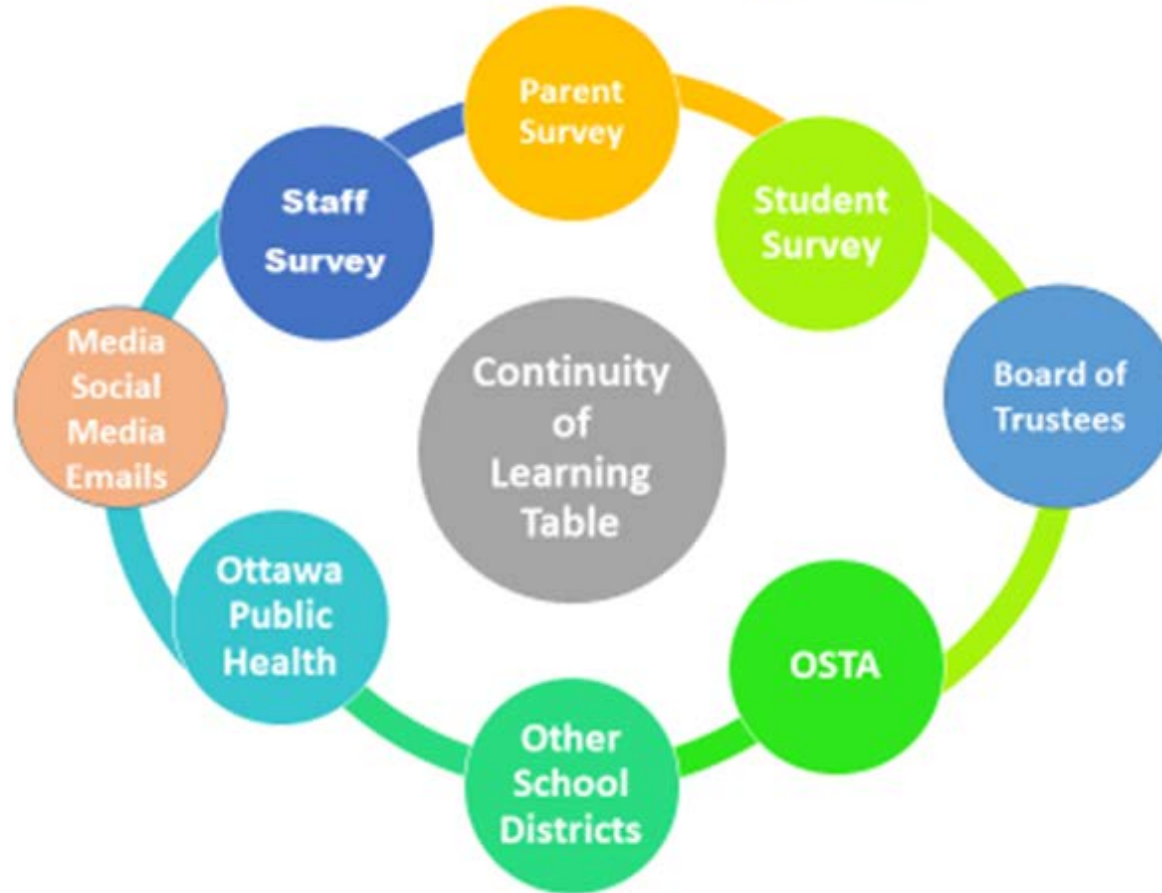 Parent
Survey
Student
Survey
Board of
Trustees
OSTA
Other
School
Districts
Ottawa
Public
Health
Media
Social
Media
Emails
Staff
Survey
Continuity
of
Learning
Table